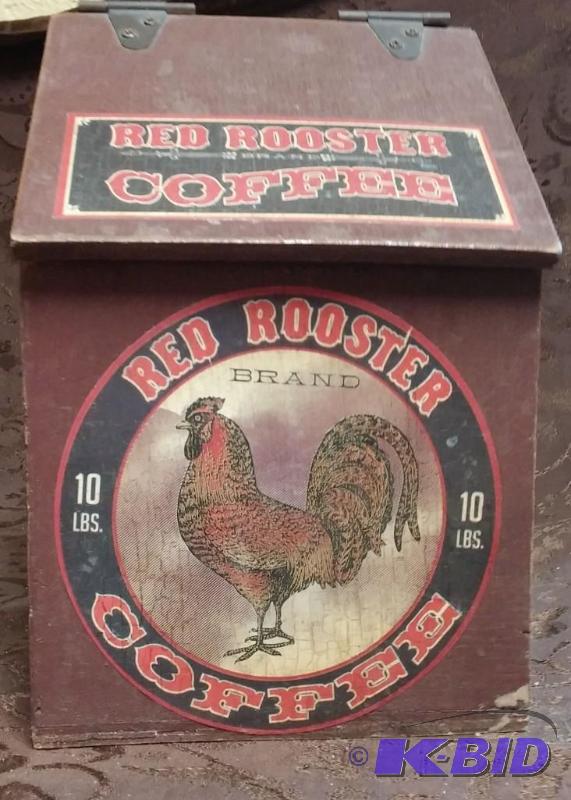 RED ROOSTER
BRAND
COFFEE
RED ROOSTER
BRAND
10
LBS.
10
LBS.
COFFEE
© K-BID